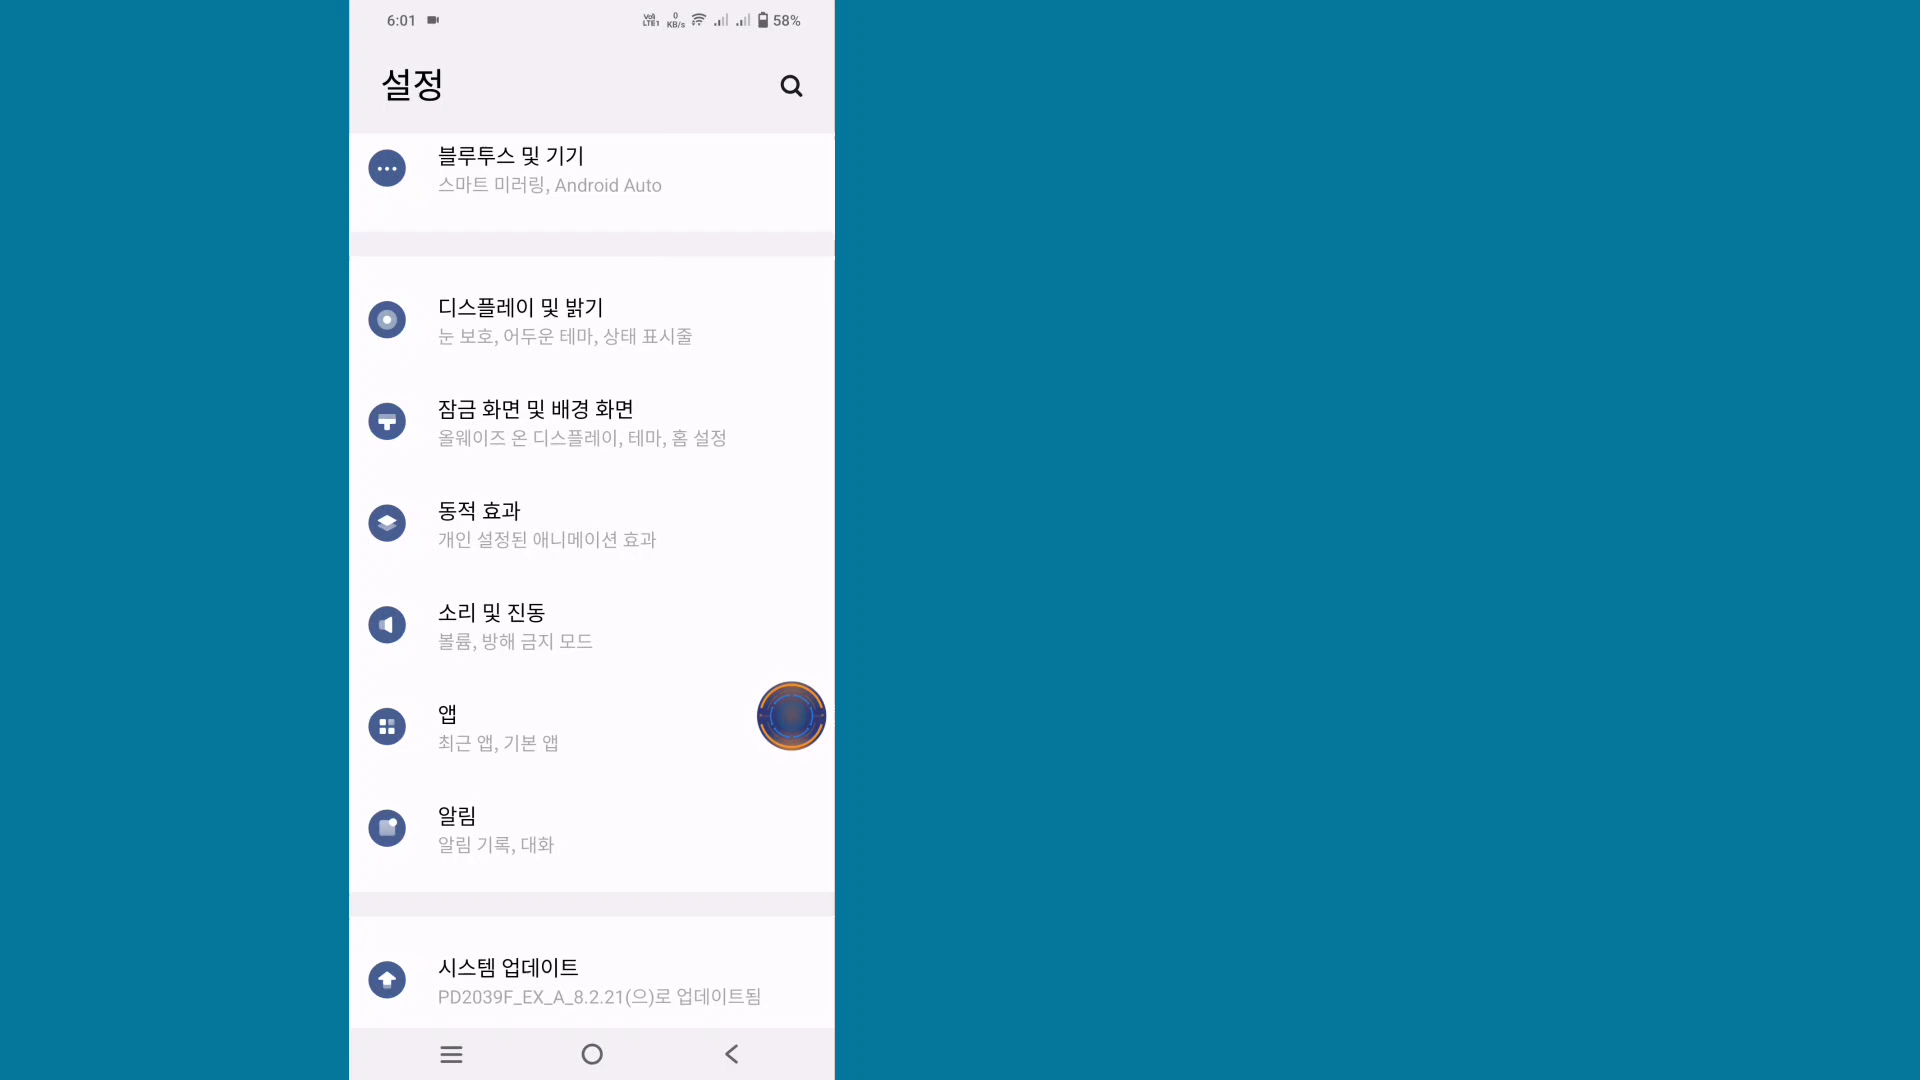 6:01
Vo)) LTE1 0 KB/s 58%
설정
블루투스 및 기기
스마트 미러링, Android Auto
디스플레이 및 밝기
눈 보호, 어두운 테마, 상태 표시줄
잠금 화면 및 배경 화면
올웨이즈 온 디스플레이, 테마, 홈 설정
동적 효과
개인 설정된 애니메이션 효과
소리 및 진동
볼륨, 방해 금지 모드
앱
최근 앱, 기본 앱
알림
알림 기록, 대화
시스템 업데이트
PD2039F_EX_A_8.2.21(으)로 업데이트됨